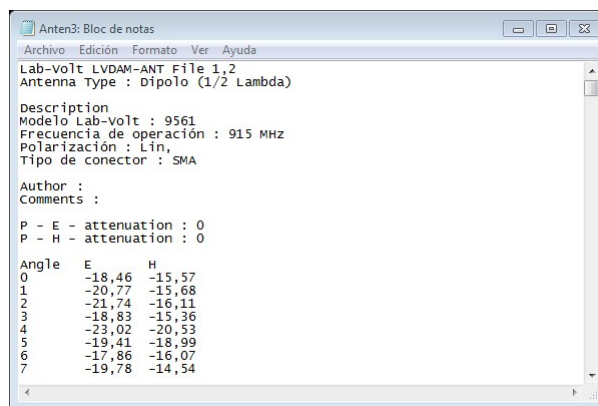 Anten3: Bloc de notas
Archivo Edición Formato Ver Ayuda
Lab-Volt LVDAM-ANT File 1,2
Antenna Type : Dipolo (1/2 Lambda)
Description
Modelo Lab-Volt : 9561
Frecuencia de operación : 915 MHz
Polarización : Lin,
Tipo de conector : SMA
Author :
Comments :
P - E - attenuation : 0
P - H - attenuation : 0
Angle E H
0 -18,46 -15,57
1 -20,77 -15,68
2 -21,74 -16,11
3 -18,83 -15,36
4 -23,02 -20,53
5 -19,41 -18,99
6 -17,86 -16,07
7 -19,78 -14,54